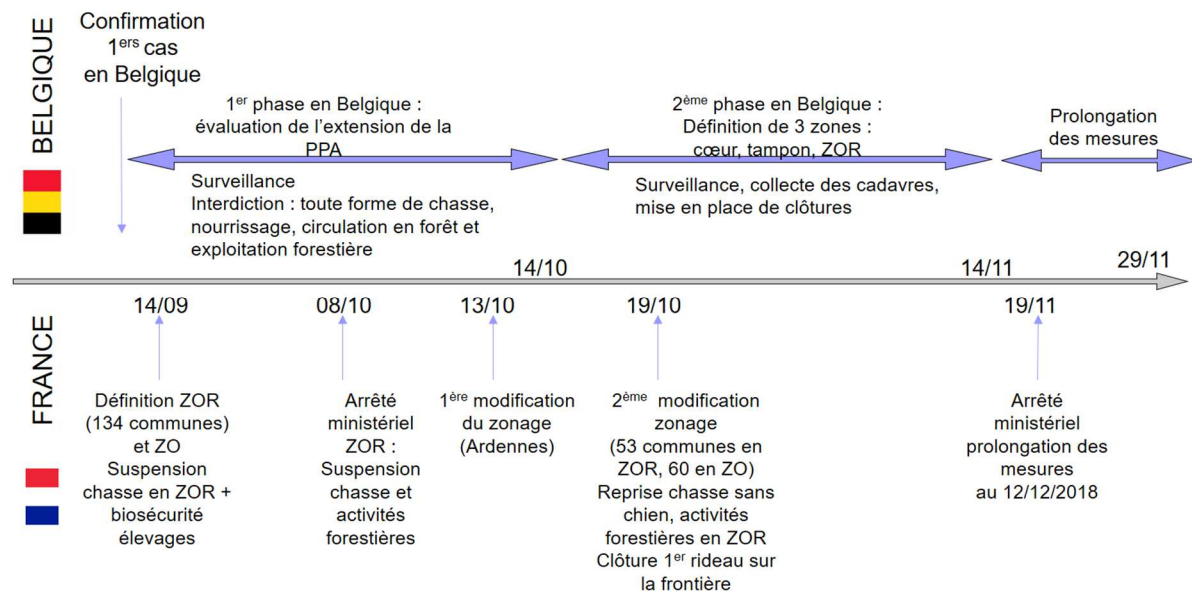 BELGIQUE
Confirmation
1ers cas
en Belgique
1er phase en Belgique :
évaluation de l'extension de la
PPA
Surveillance
Interdiction : toute forme de chasse,
nourrissage, circulation en forêt et
exploitation forestière
2ème phase en Belgique :
Définition de 3 zones :
cœur, tampon, ZOR
Surveillance, collecte des cadavres,
mise en place de clôtures
Prolongation
des mesures
14/10
14/11
29/11
14/09
08/10
13/10
19/10
19/11
FRANCE
Définition ZOR
(134 communes)
et ZO
Suspension
chasse en ZOR +
biosécurité
élevages
Arrêté
ministériel
ZOR :
Suspension
chasse et
activités
forestières
1ère modification
du zonage
(Ardennes)
2ème modification
zonage
(53 communes en
ZOR, 60 en ZO)
Reprise chasse sans
chien, activités
forestières en ZOR
Clôture 1er rideau sur
la frontière
Arrêté
ministériel
prolongation des
mesures
au 12/12/2018